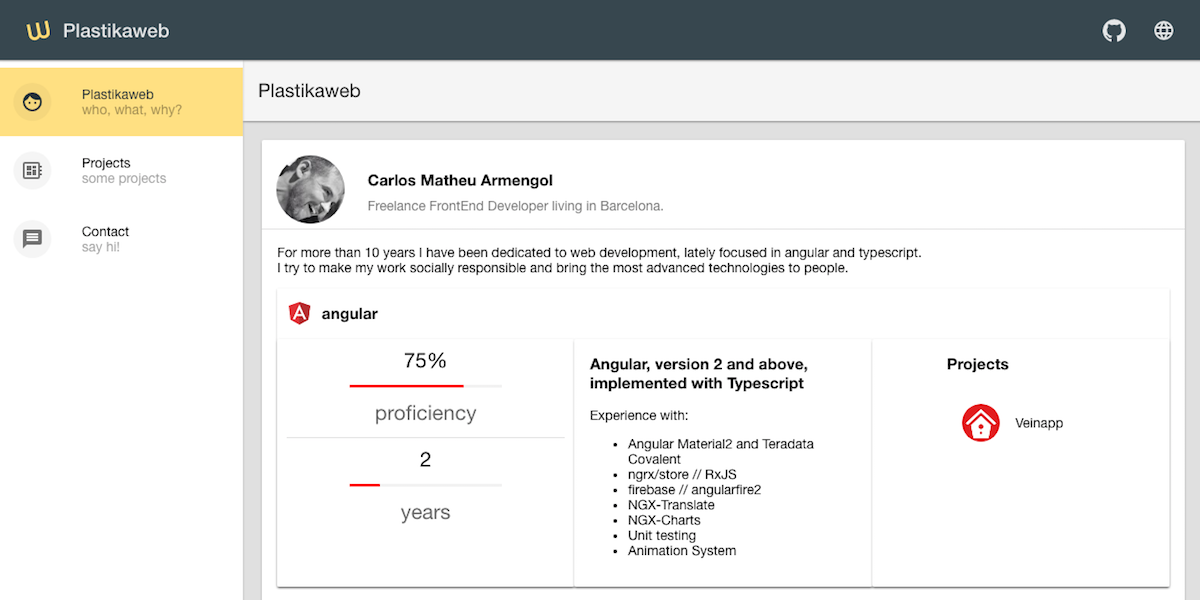 Plastikaweb
Plastikaweb
who, what, why?
Projects
some projects
Contact
say hi!
Plastikaweb
Carlos Matheu Armengol
Freelance FrontEnd Developer living in Barcelona.
For more than 10 years I have been dedicated to web development, lately focused in angular and typescript.
I try to make my work socially responsible and bring the most advanced technologies to people.
angular
75%
proficiency
2
years
Angular, version 2 and above,
implemented with Typescript
Experience with:
• Angular Material2 and Teradata
Covalent
• ngrx/store // RxJS
• firebase // angularfire2
• NGX-Translate
• NGX-Charts
• Unit testing
• Animation System
Projects
Veinapp